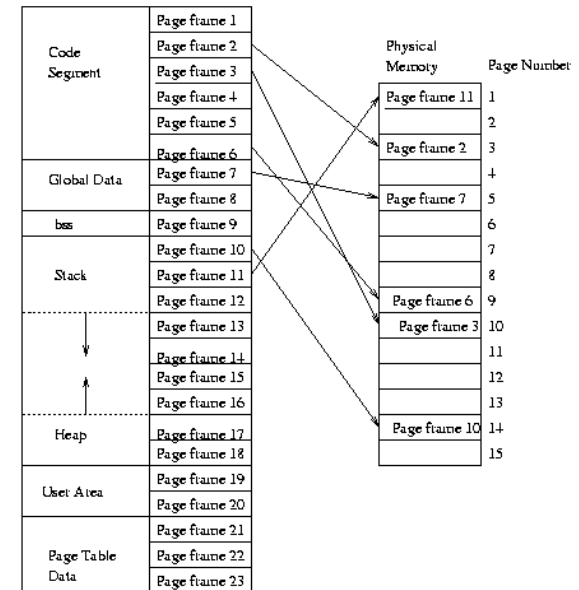 Code
Segment
Page frame 1
Page frame 2
Page frame 3
Page frame 4
Page frame 5
Page frame 6
Global Data
Page frame 7
Page frame 8
bss
Page frame 9
Stack
Page frame 10
Page frame 11
Page frame 12
Page frame 13
Page frame 14
Page frame 15
Page frame 16
Heap
Page frame 17
Page frame 18
User Area
Page frame 19
Page frame 20
Page Table
Data
Page frame 21
Page frame 22
Page frame 23
Physical
Memory
Page Number
Page frame 11 1
2
Page frame 2 3
4
Page frame 7 5
6
7
8
Page frame 6 9
Page frame 3 10
11
12
13
Page frame 10 14
15